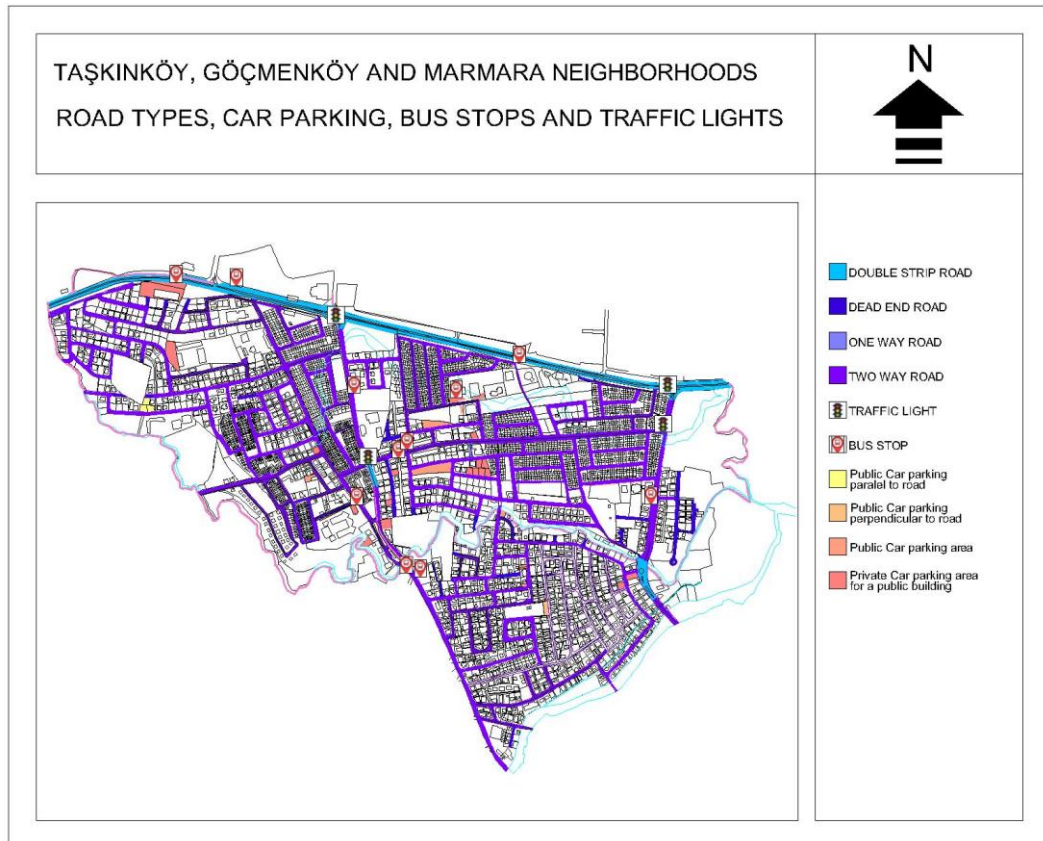 TAŞKINKÖY, GÖÇMENKÖY AND MARMARA NEIGHBORHOODS
ROAD TYPES, CAR PARKING, BUS STOPS AND TRAFFIC LIGHTS
N
DOUBLE STRIP ROAD
DEAD END ROAD
ONE WAY ROAD
TWO WAY ROAD
TRAFFIC LIGHT
BUS STOP
Public Car parking
paralel to road
Public Car parking
perpendicular to road
Public Car parking area
Private Car parking area
for a public building